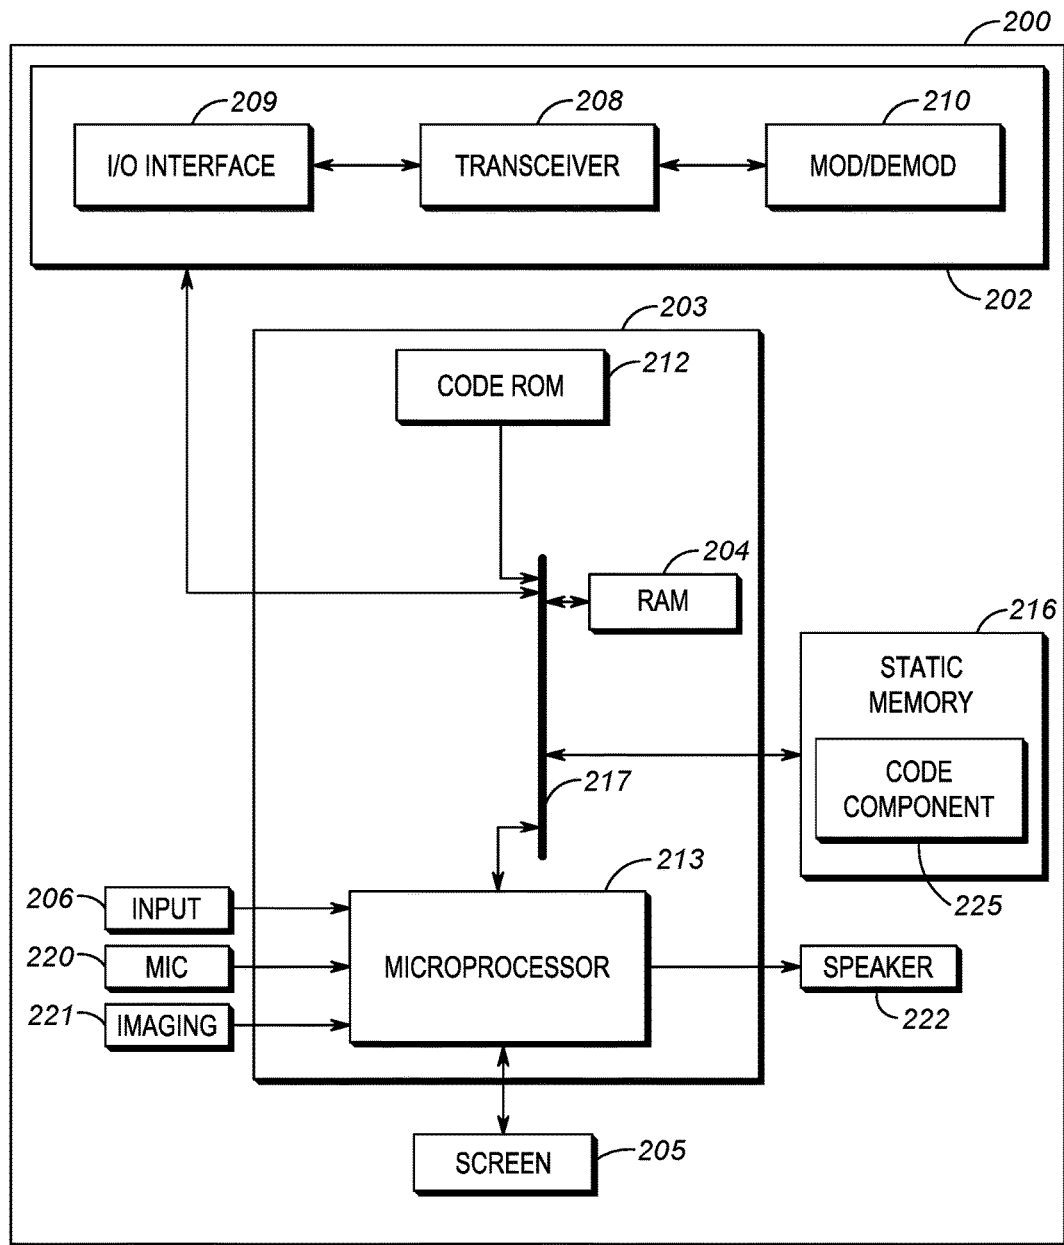 200
209
208
210
I/O INTERFACE
TRANSCEIVER
MOD/DEMOD
202
203
CODE ROM
212
204
RAM
216
STATIC
MEMORY
217
CODE
COMPONENT
213
225
206
INPUT
220
MIC
MICROPROCESSOR
SPEAKER
221
IMAGING
222
SCREEN
205